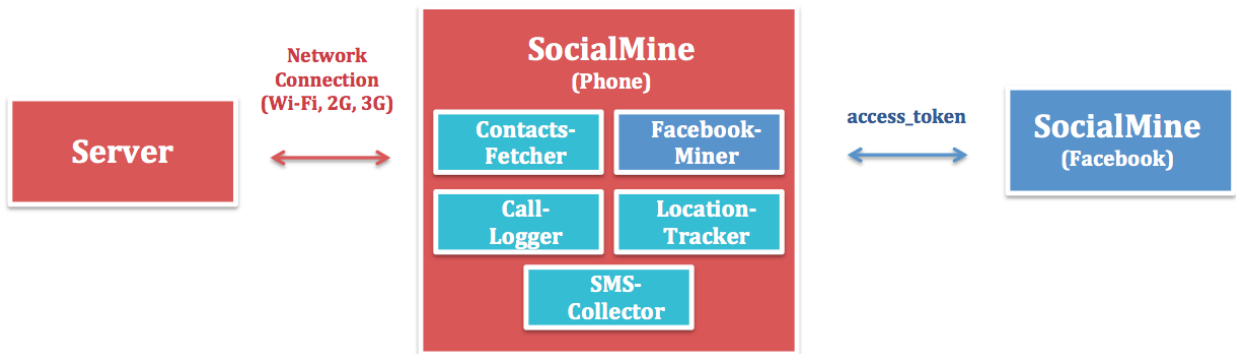 Server
Network
Connection
(Wi-Fi, 2G, 3G)
SocialMine
(Phone)
Contacts-
Fetcher
Facebook-
Miner
Call-
Logger
Location-
Tracker
SMS-
Collector
access_token
SocialMine
(Facebook)